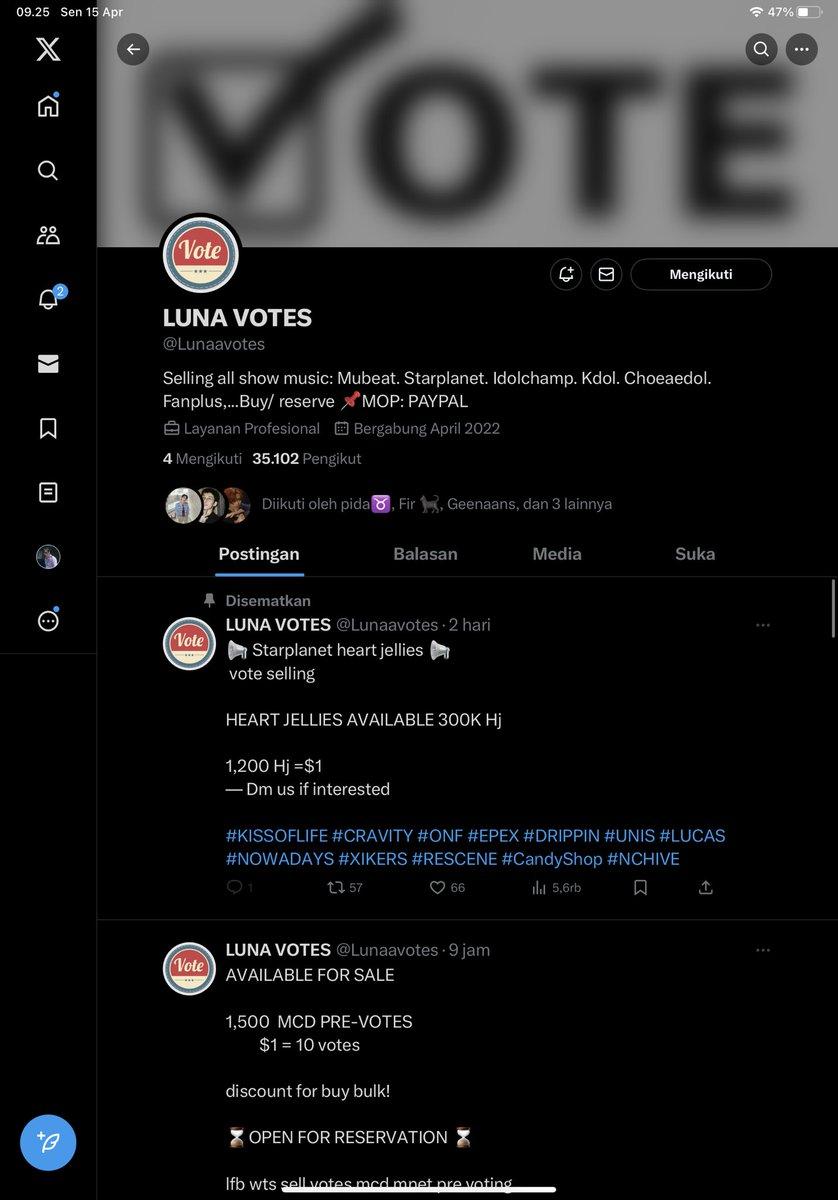 09.25 Sen 15 Apr
47%
VOTE
Vote
Mengikuti
LUNA VOTES
@Lunaavotes
Selling all show music: Mubeat. Starplanet. Idolchamp. Kdol. Choeaedol.
Fanplus,...Buy/ reserve 📌MOP: PAYPAL
Layanan Profesional Bergabung April 2022
4 Mengikuti 35.102 Pengikut
Diikuti oleh pida♉, Fir 🐈‍⬛, Geenaans, dan 3 lainnya
Postingan Balasan Media Suka
Disematkan
Vote
LUNA VOTES @Lunaavotes · 2 hari
📢 Starplanet heart jellies 📢
vote selling
HEART JELLIES AVAILABLE 300K Hj
1,200 Hj =$1
— Dm us if interested
#KISSOFLIFE #CRAVITY #ONF #EPEX #DRIPPIN #UNIS #LUCAS
#NOWADAYS #XIKERS #RESCENE #CandyShop #NCHIVE
1 57 66 5,6rb
Vote
LUNA VOTES @Lunaavotes · 9 jam
AVAILABLE FOR SALE
1,500 MCD PRE-VOTES
$1 = 10 votes
discount for buy bulk!
⏳ OPEN FOR RESERVATION ⏳
lfb wts sell votes mcd mnet pre voting
2